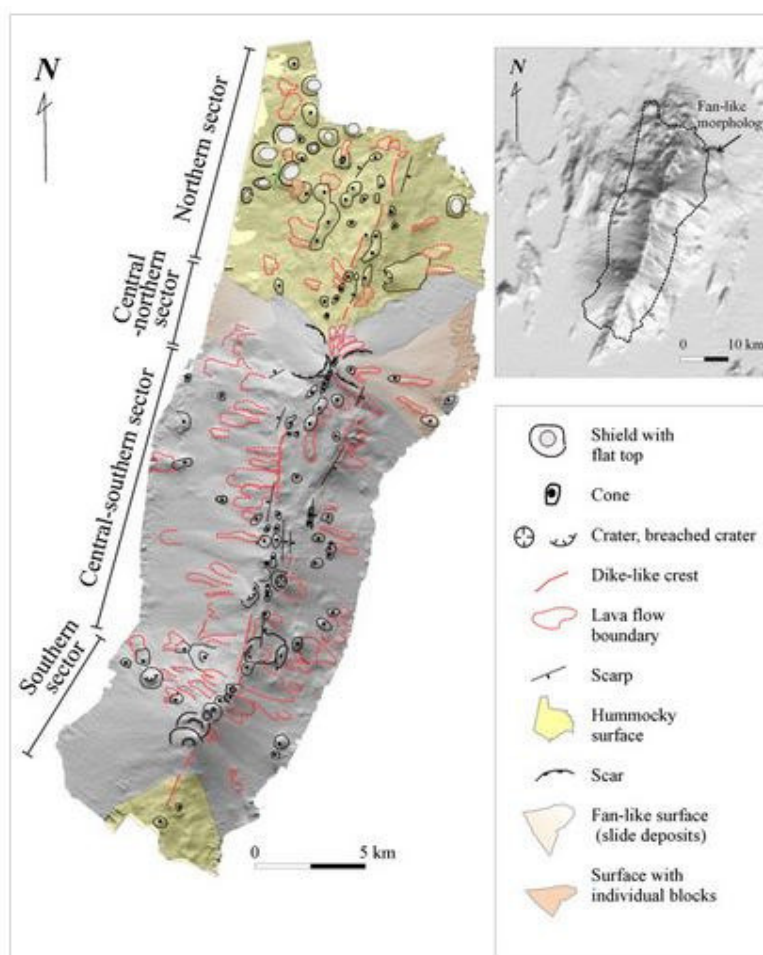 N
Northern sector
Central
-northern
sector
Central-southern sector
Southern
sector
0 5 km
N
Fan-like
morphology
0 10 km
Shield with
flat top
Cone
Crater, breached crater
Dike-like crest
Lava flow
boundary
Scarp
Hummocky
surface
Scar
Fan-like surface
(slide deposits)
Surface with
individual blocks